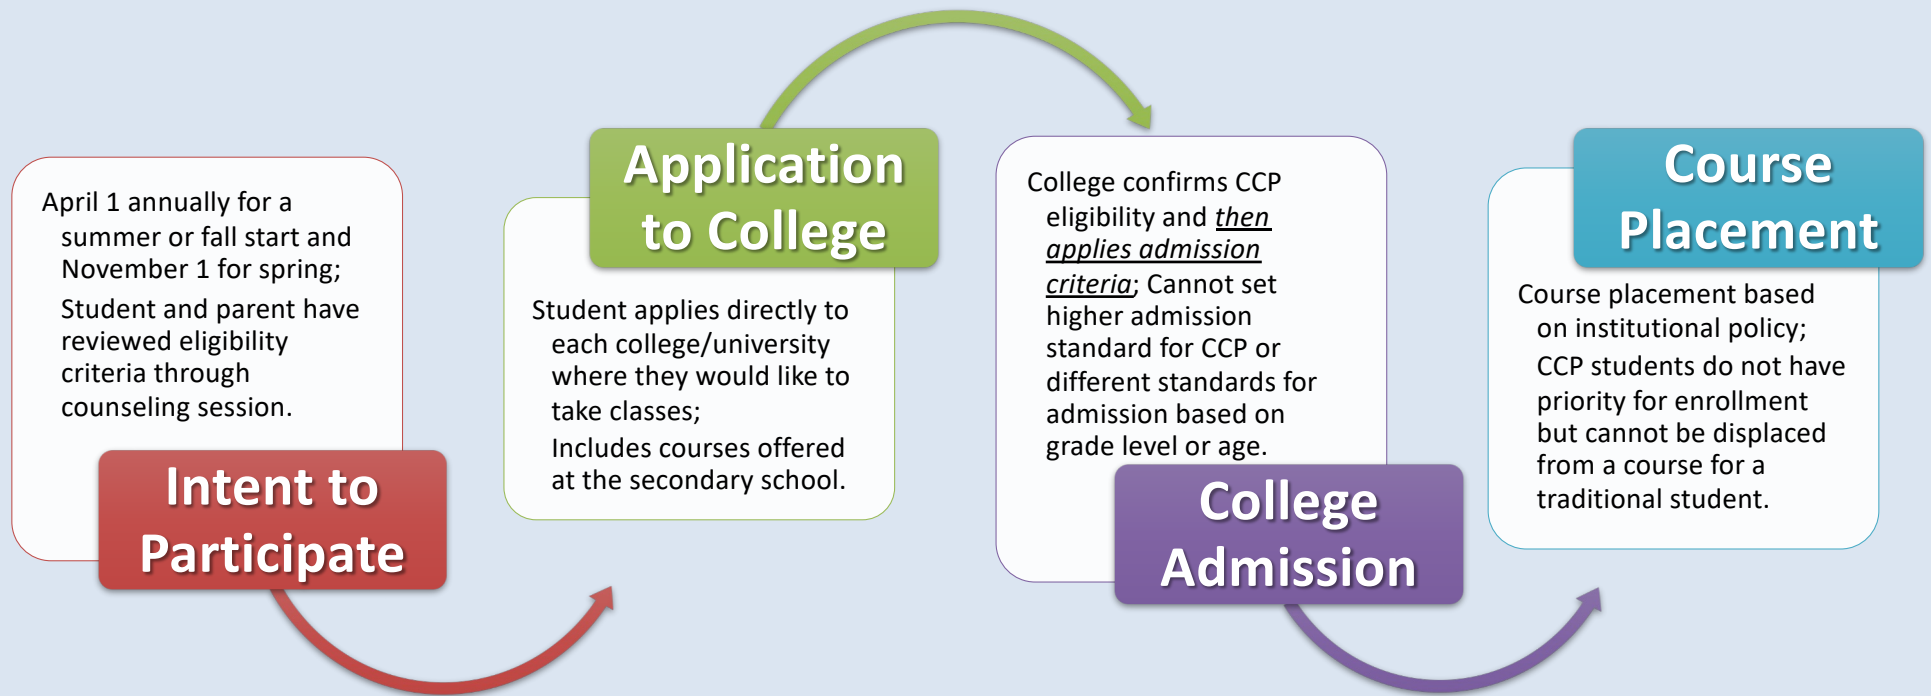 April 1 annually for a
summer or fall start and
November 1 for spring;
Student and parent have
reviewed eligibility
criteria through
counseling session.
Intent to
Participate
Application
to College
Student applies directly to
each college/university
where they would like to
take classes;
Includes courses offered
at the secondary school.
College confirms CCP
eligibility and then
applies admission
criteria; Cannot set
higher admission
standard for CCP or
different standards for
admission based on
grade level or age.
College
Admission
Course
Placement
Course placement based
on institutional policy;
CCP students do not have
priority for enrollment
but cannot be displaced
from a course for a
traditional student.